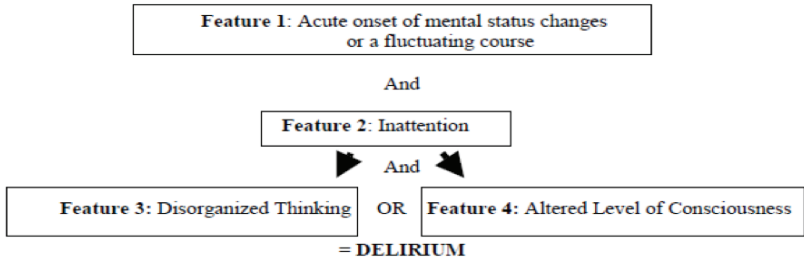 Feature 1: Acute onset of mental status changes
or a fluctuating course
And
Feature 2: Inattention
And
Feature 3: Disorganized Thinking OR Feature 4: Altered Level of Consciousness
= DELIRIUM